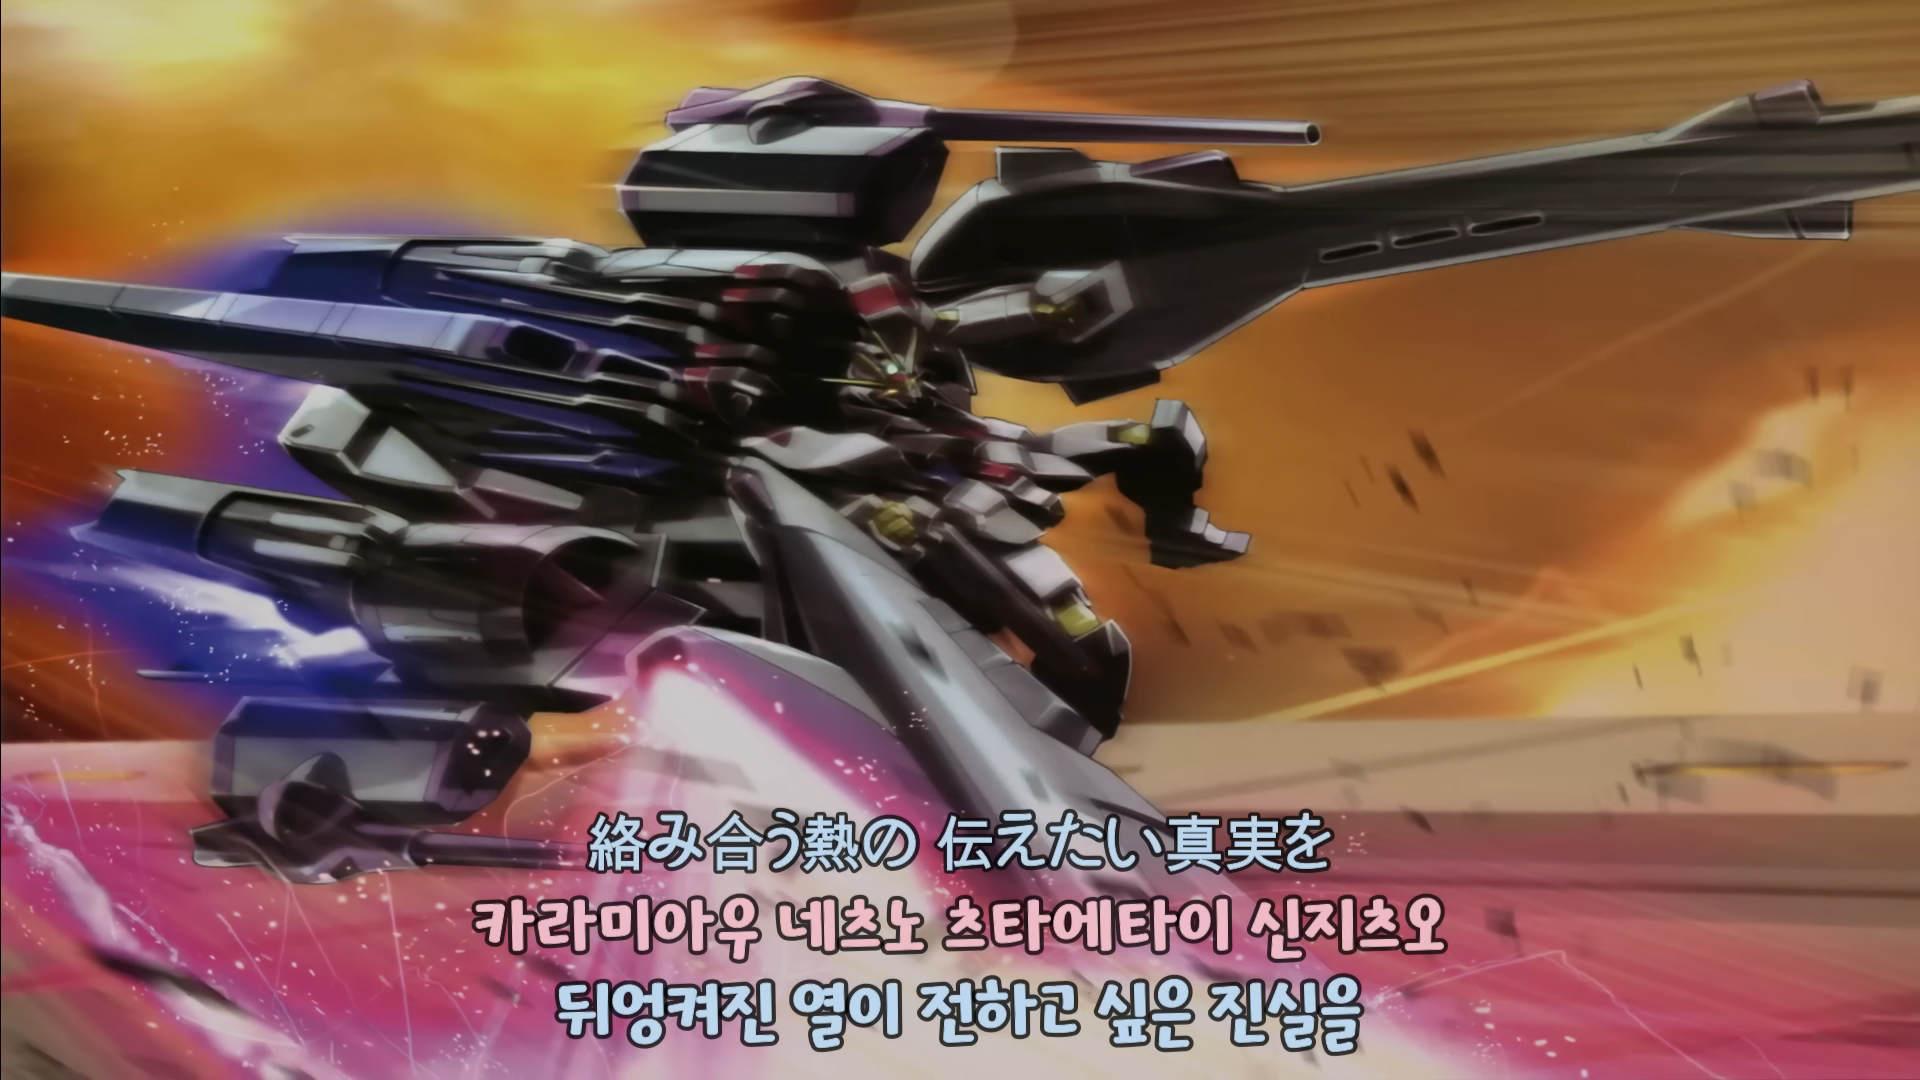 絡み合う熱の 伝えたい真実を
카라미아우 네츠노 츠타에타이 신지츠오
뒤엉켜진 열이 전하고 싶은 진실을